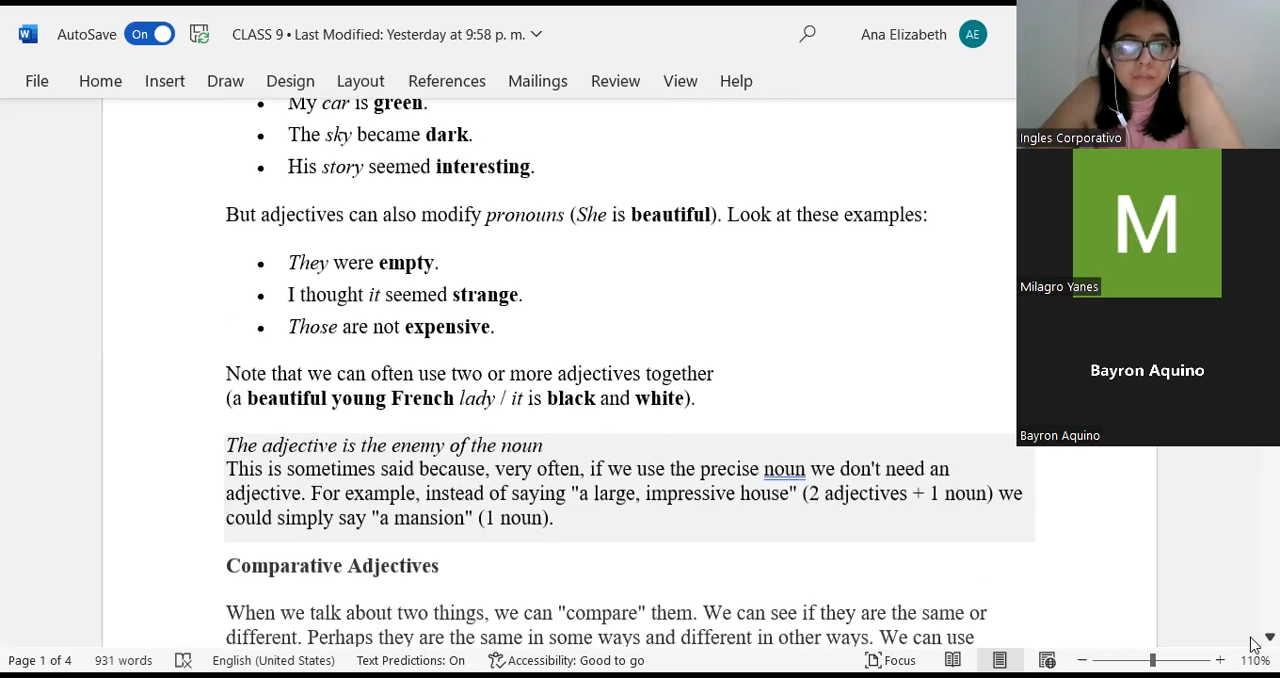 AutoSave On CLASS 9 • Last Modified: Yesterday at 9:58 p. m. Ana Elizabeth AE
File Home Insert Draw Design Layout References Mailings Review View Help
• My car is green.
• The sky became dark.
• His story seemed interesting.
But adjectives can also modify pronouns (She is beautiful). Look at these examples:
• They were empty.
• I thought it seemed strange.
• Those are not expensive.
Note that we can often use two or more adjectives together
(a beautiful young French lady / it is black and white).
The adjective is the enemy of the noun
This is sometimes said because, very often, if we use the precise noun we don't need an
adjective. For example, instead of saying "a large, impressive house" (2 adjectives + 1 noun) we
could simply say "a mansion" (1 noun).
Comparative Adjectives
When we talk about two things, we can "compare" them. We can see if they are the same or
different. Perhaps they are the same in some ways and different in other ways. We can use
Page 1 of 4 931 words English (United States) Text Predictions: On Accessibility: Good to go Focus 110%
Ingles Corporativo
M
Milagro Yanes
Bayron Aquino
Bayron Aquino